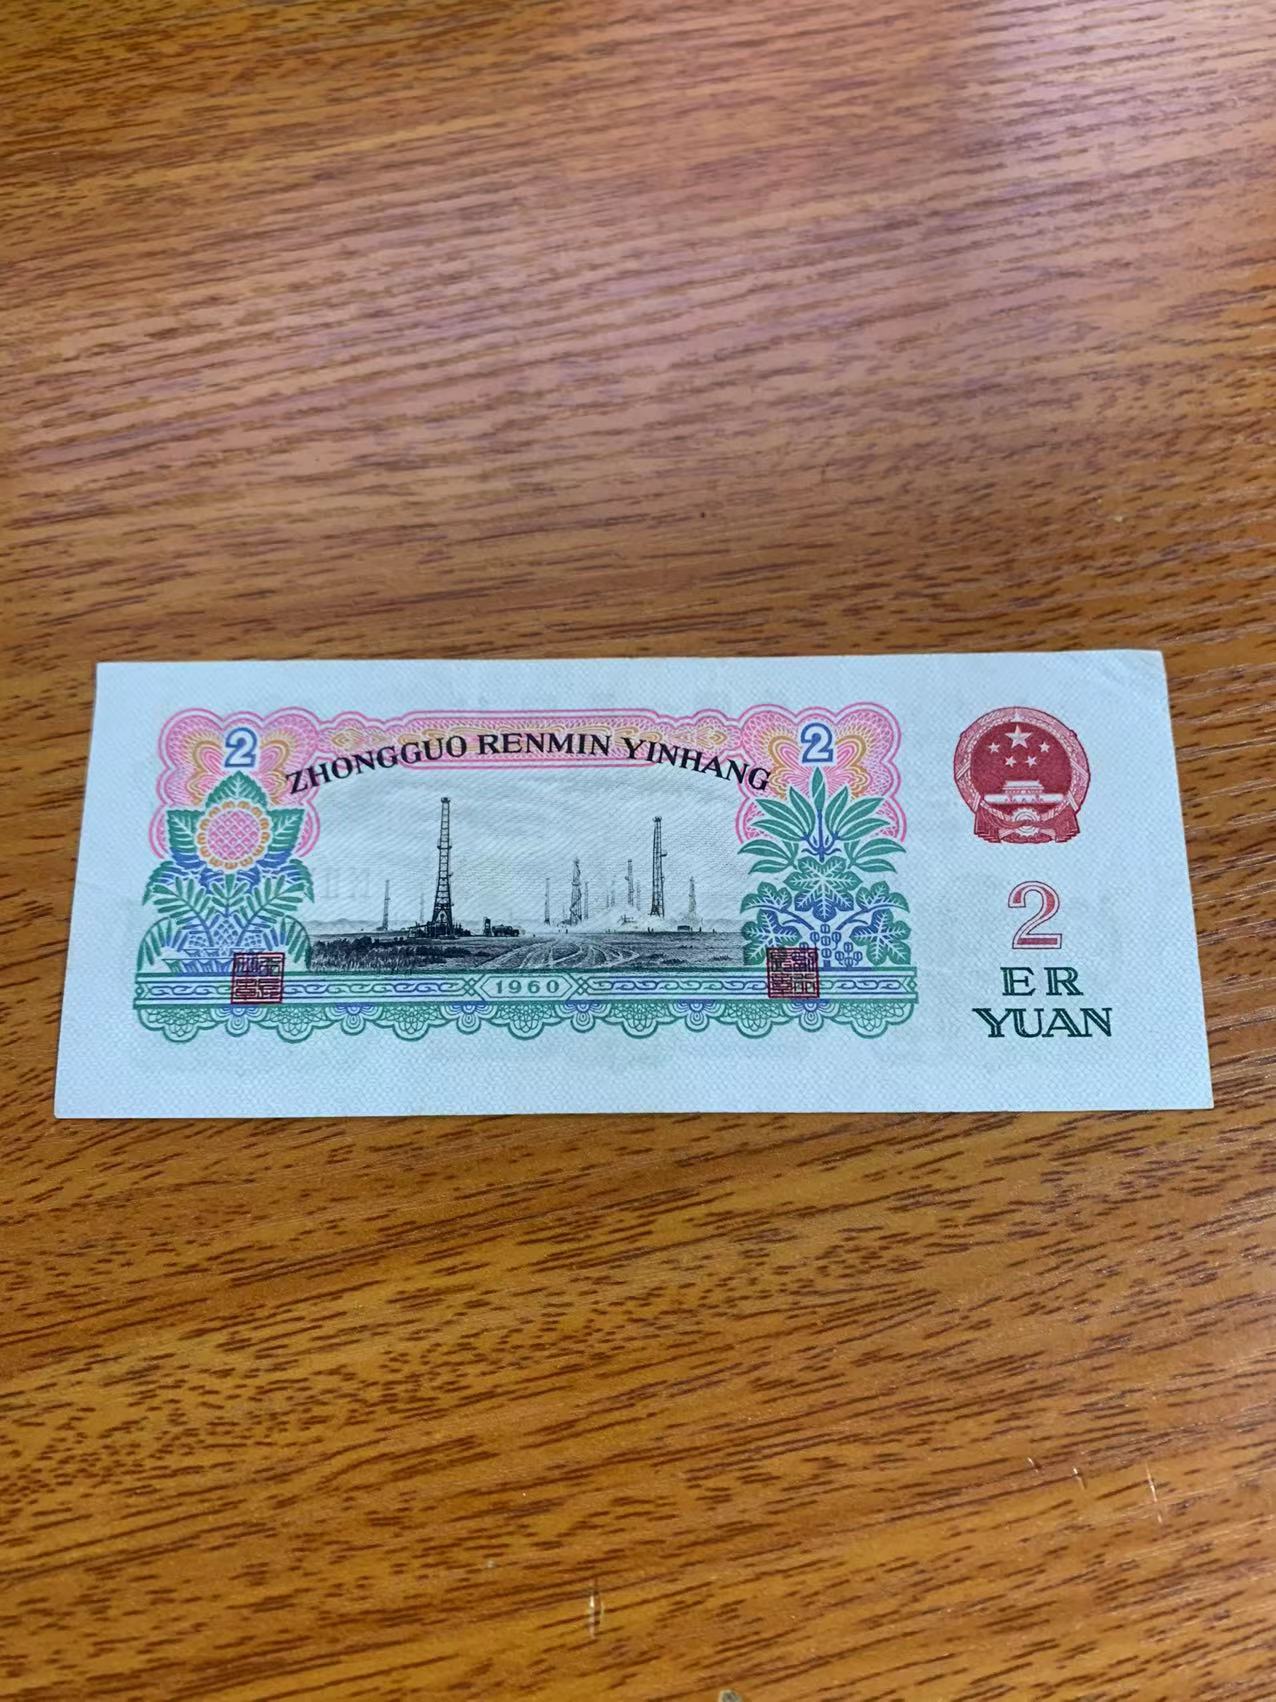 2
2
ZHONGGUO RENMIN YINHANG
1960
2
ER
YUAN